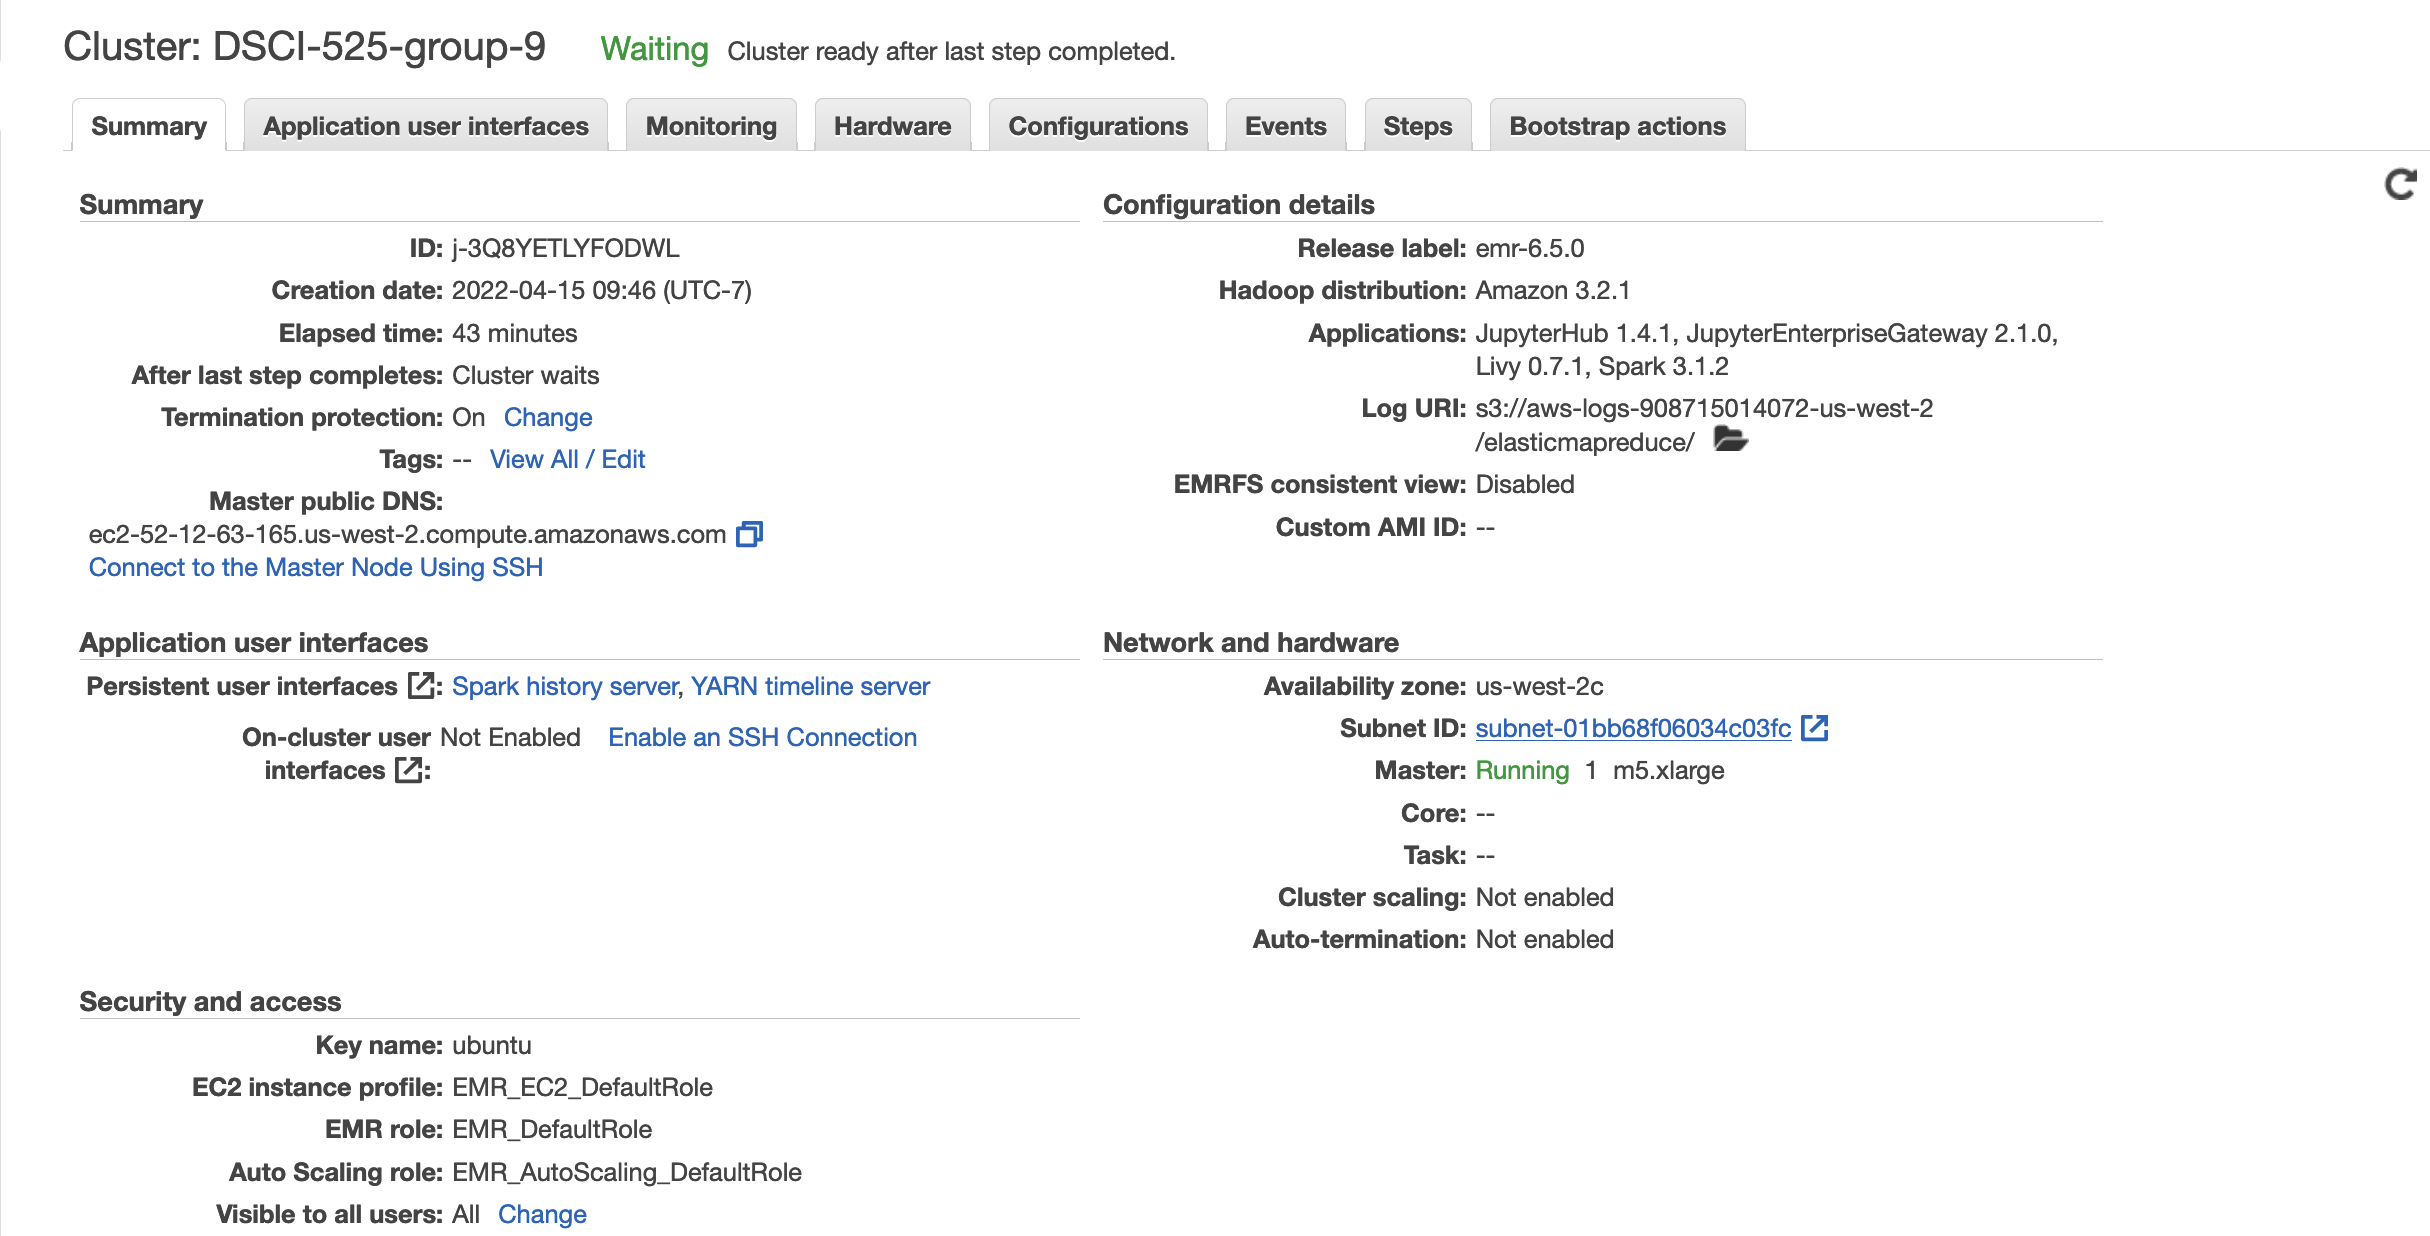 Cluster: DSCI-525-group-9 Waiting Cluster ready after last step completed.
Summary Application user interfaces Monitoring Hardware Configurations Events Steps Bootstrap actions
Summary
ID: j-3Q8YETLYFODWL
Creation date: 2022-04-15 09:46 (UTC-7)
Elapsed time: 43 minutes
After last step completes: Cluster waits
Termination protection: On Change
Tags: -- View All / Edit
Master public DNS:
ec2-52-12-63-165.us-west-2.compute.amazonaws.com
Connect to the Master Node Using SSH
Configuration details
Release label: emr-6.5.0
Hadoop distribution: Amazon 3.2.1
Applications: JupyterHub 1.4.1, JupyterEnterpriseGateway 2.1.0,
Livy 0.7.1, Spark 3.1.2
Log URI: s3://aws-logs-908715014072-us-west-2
/elasticmapreduce/
EMRFS consistent view: Disabled
Custom AMI ID: --
Application user interfaces
Persistent user interfaces : Spark history server, YARN timeline server
On-cluster user Not Enabled Enable an SSH Connection
interfaces :
Network and hardware
Availability zone: us-west-2c
Subnet ID: subnet-01bb68f06034c03fc
Master: Running 1 m5.xlarge
Core: --
Task: --
Cluster scaling: Not enabled
Auto-termination: Not enabled
Security and access
Key name: ubuntu
EC2 instance profile: EMR_EC2_DefaultRole
EMR role: EMR_DefaultRole
Auto Scaling role: EMR_AutoScaling_DefaultRole
Visible to all users: All Change